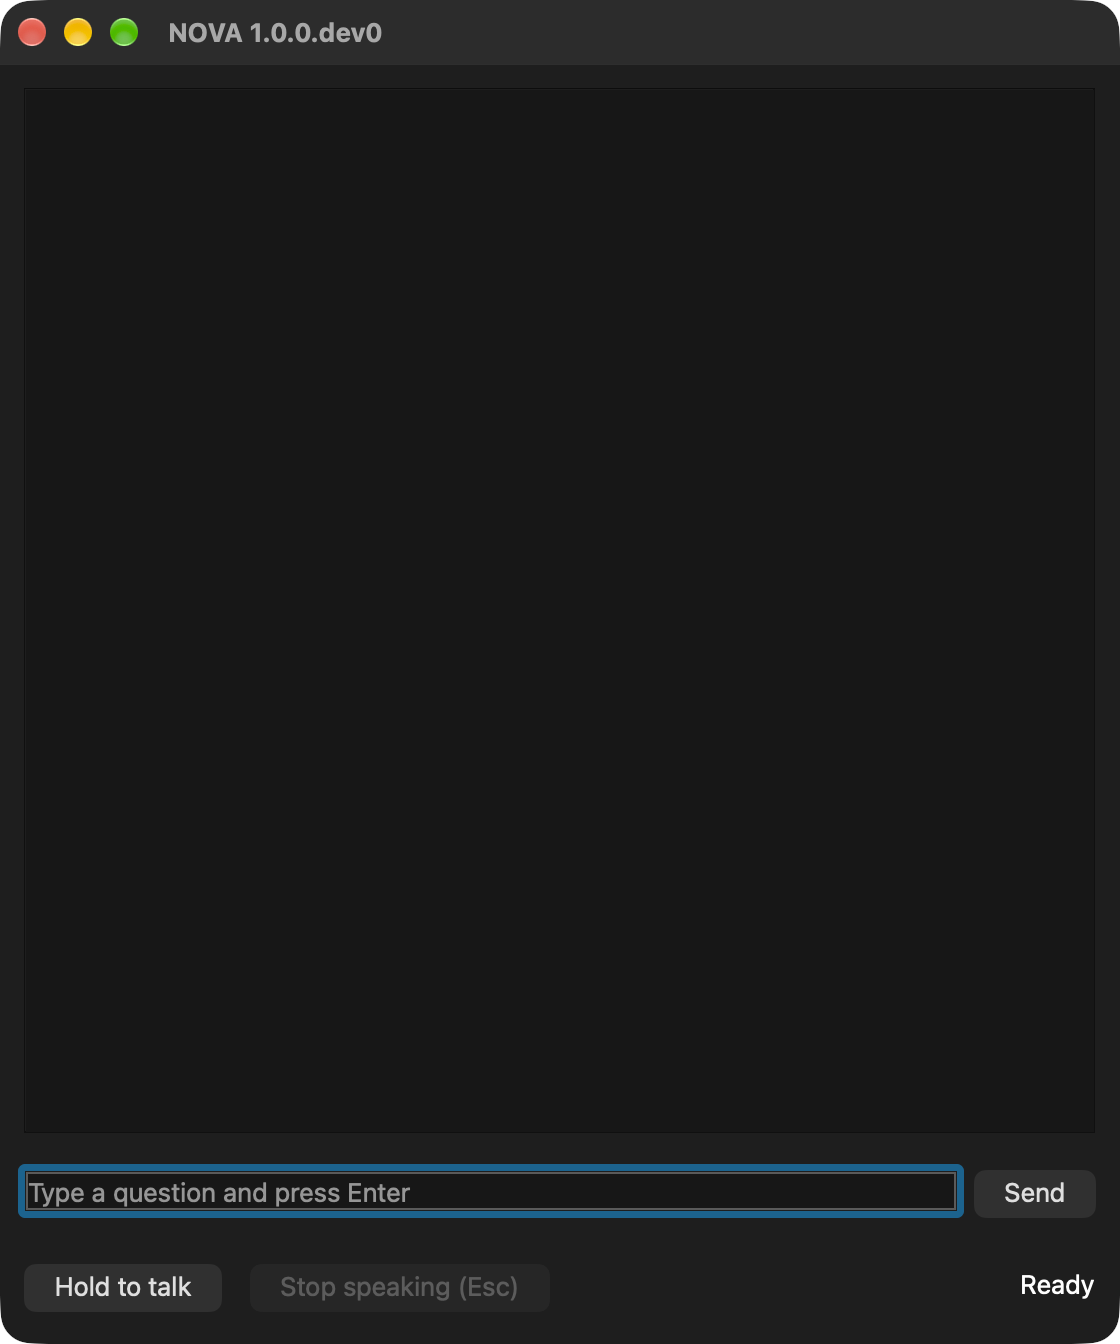 NOVA 1.0.0.dev0
Type a question and press Enter
Send
Hold to talk
Stop speaking (Esc)
Ready